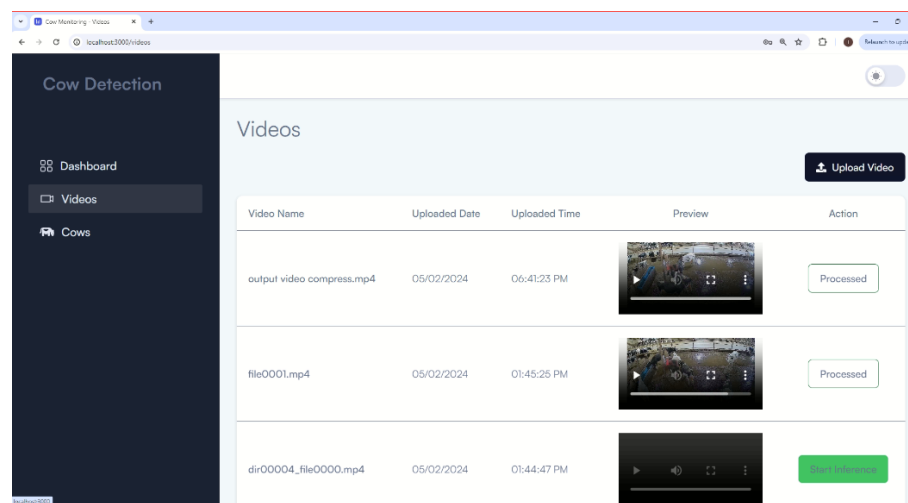 Cow Monitoring - Videos
localhost:3000/videos
Cow Detection
Videos
Upload Video
Dashboard
Videos
Cows
Video Name Uploaded Date Uploaded Time Preview Action
output video compress.mp4 05/02/2024 06:41:23 PM Processed
file0001.mp4 05/02/2024 01:45:25 PM Processed
dir00004_file0000.mp4 05/02/2024 01:44:47 PM Start Inference
localhost:3000